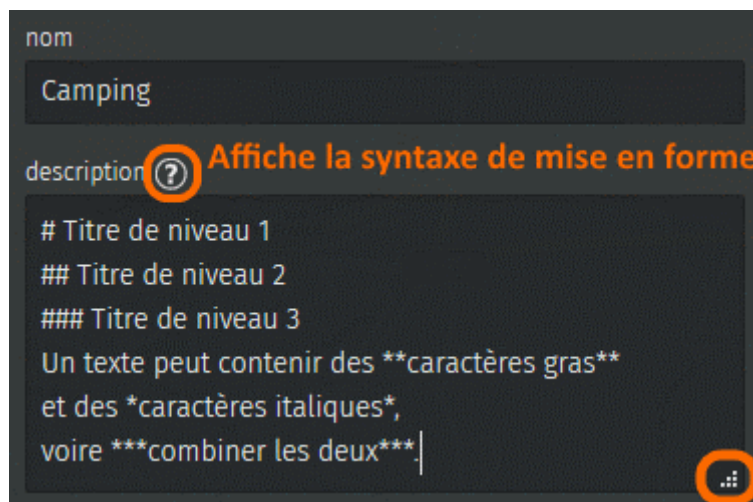 nom
Camping
description ? Affiche la syntaxe de mise en forme
# Titre de niveau 1
## Titre de niveau 2
### Titre de niveau 3
Un texte peut contenir des **caractères gras**
et des *caractères italiques*,
voire ***combiner les deux***.